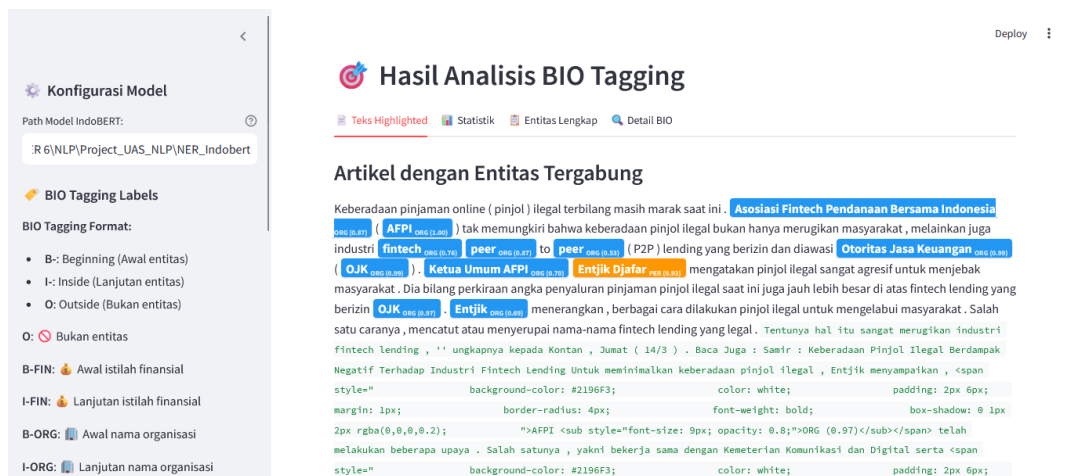 Deploy
Konfigurasi Model
Path Model IndoBERT:
:R 6\NLP\Project_UAS_NLP\NER_Indobert
BIO Tagging Labels
BIO Tagging Format:
B-: Beginning (Awal entitas)
I-: Inside (Lanjutan entitas)
O: Outside (Bukan entitas)
O: Bukan entitas
B-FIN: Awal istilah finansial
I-FIN: Lanjutan istilah finansial
B-ORG: Awal nama organisasi
I-ORG: Lanjutan nama organisasi
Hasil Analisis BIO Tagging
Teks Highlighted Statistik Entitas Lengkap Detail BIO
Artikel dengan Entitas Tergabung
Keberadaan pinjaman online ( pinjol ) ilegal terbilang masih marak saat ini . Asosiasi Fintech Pendanaan Bersama Indonesia
ORG (0.87) ( AFPI ORG (1.00) ) tak memungkiri bahwa keberadaan pinjol ilegal bukan hanya merugikan masyarakat , melainkan juga
industri fintech ORG (0.76) peer ORG (0.87) to peer ORG (0.53) ( P2P ) lending yang berizin dan diawasi Otoritas Jasa Keuangan ORG (0.99)
( OJK ORG (0.99) ) . Ketua Umum AFPI ORG (0.70) Entjik Djafar PER (0.93) mengatakan pinjol ilegal sangat agresif untuk menjebak
masyarakat . Dia bilang perkiraan angka penyaluran pinjaman pinjol ilegal saat ini juga jauh lebih besar di atas fintech lending yang
berizin OJK ORG (0.97) . Entjik ORG (0.69) menerangkan , berbagai cara dilakukan pinjol ilegal untuk mengelabui masyarakat . Salah
satu caranya , mencatut atau menyerupai nama-nama fintech lending yang legal . Tentunya hal itu sangat merugikan industri
fintech lending , '' ungkapnya kepada Kontan , Jumat ( 14/3 ) . Baca Juga : Samir : Keberadaan Pinjol Ilegal Berdampak
Negatif Terhadap Industri Fintech Lending Untuk meminimalkan keberadaan pinjol ilegal , Entjik menyampaikan , <span
style=" background-color: #2196F3; color: white; padding: 2px 6px;
margin: 1px; border-radius: 4px; font-weight: bold; box-shadow: 0 1px
2px rgba(0,0,0,0.2); ">AFPI <sub style="font-size: 9px; opacity: 0.8;">ORG (0.97)</sub></span> telah
melakukan beberapa upaya . Salah satunya , yakni bekerja sama dengan Kemeterian Komunikasi dan Digital serta <span
style=" background-color: #2196F3; color: white; padding: 2px 6px;